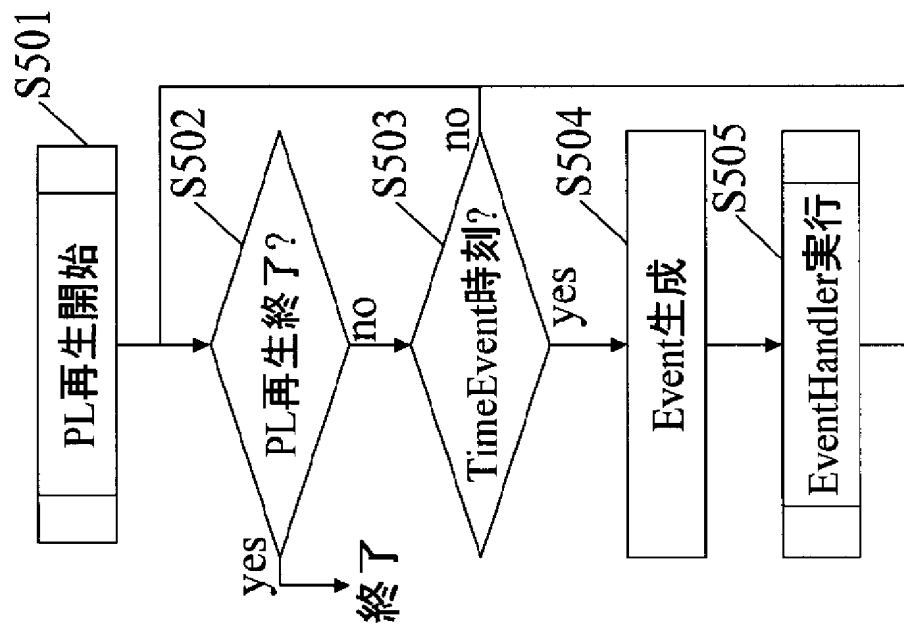 S501
PL再生開始
S502
PL再生終了?
yes
終了
no
S503
TimeEvent時刻?
no
yes
S504
Event生成
S505
EventHandler実行